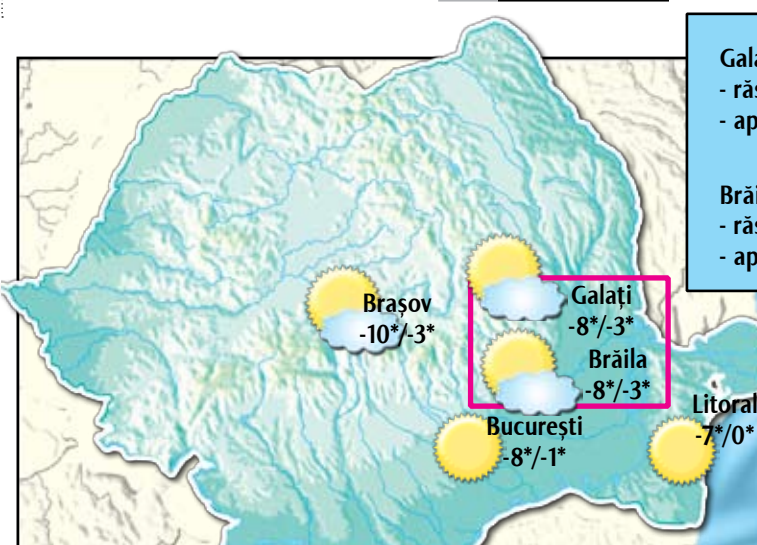 Brașov
-10*/-3*
Galați
-8*/-3*
Brăila
-8*/-3*
București
-8*/-1*
Litoral
-7*/0*